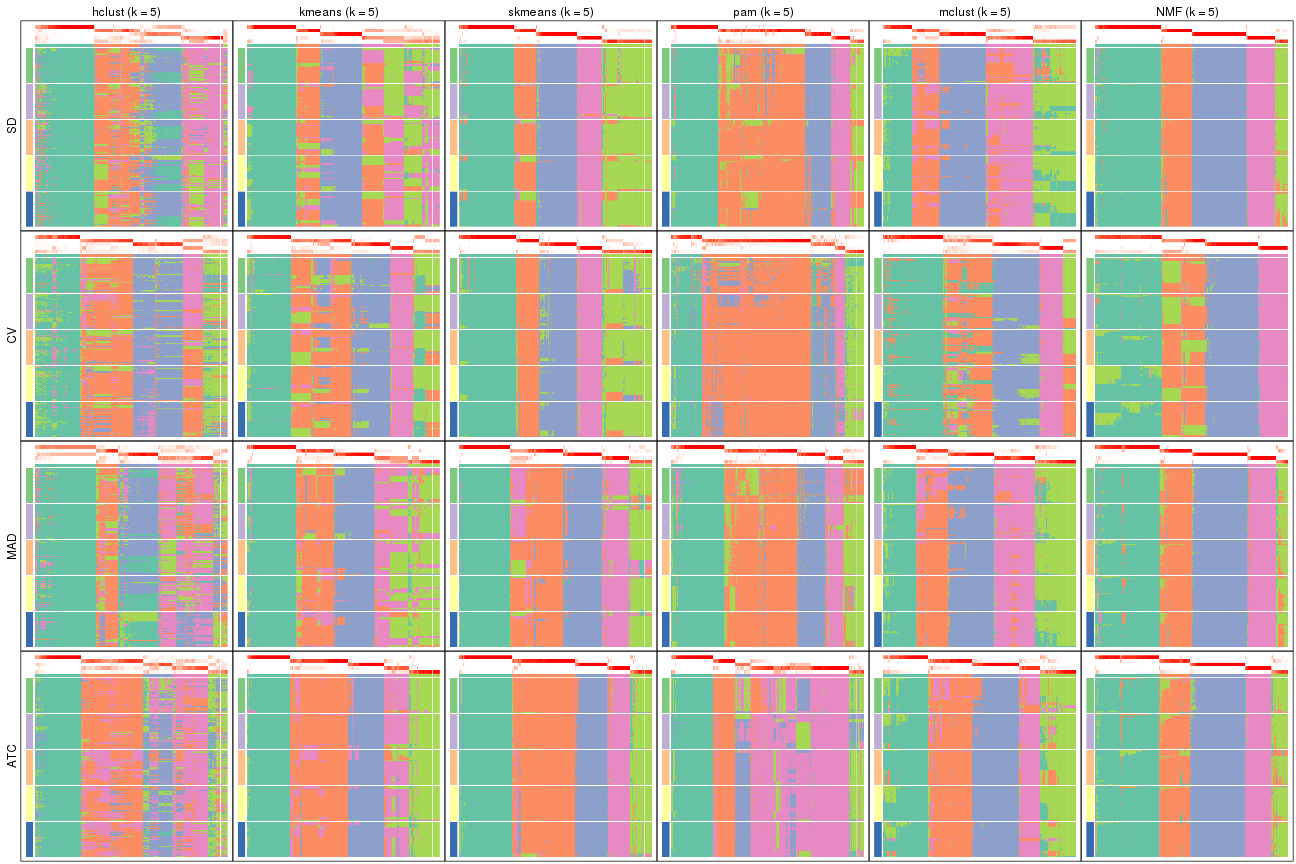 hclust (k = 5) kmeans (k = 5) skmeans (k = 5) pam (k = 5) mclust (k = 5) NMF (k = 5)
SD
CV
MAD
ATC